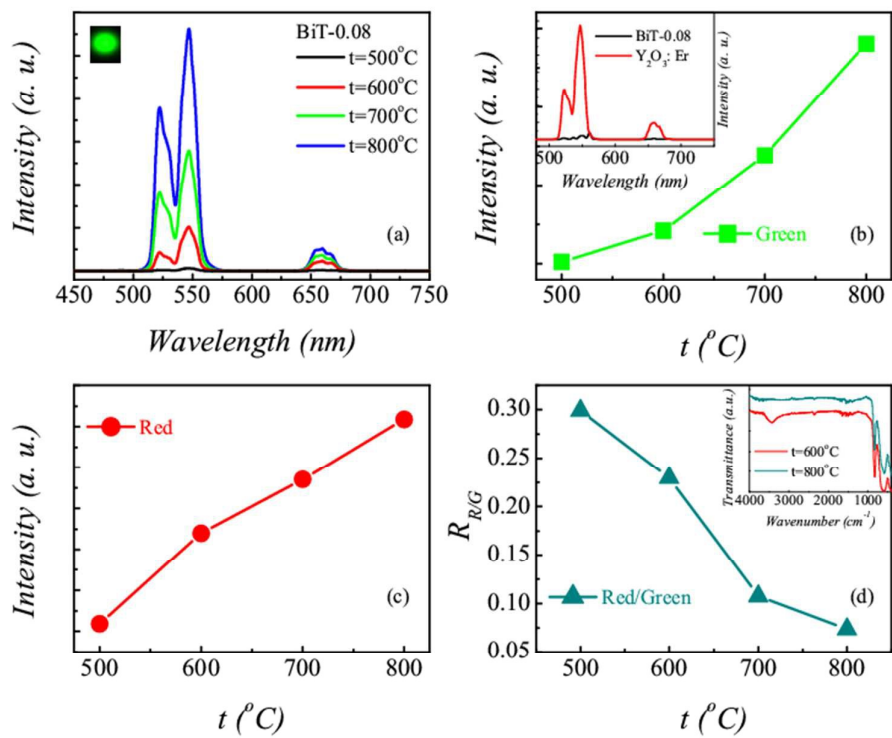 Intensity (a. u.)
BiT-0.08
t=500°C
t=600°C
t=700°C
t=800°C
(a)
450 500 550 600 650 700 750
Wavelength (nm)
Intensity (a. u.)
BiT-0.08
Y₂O₃: Er
Intensity (a. u.)
500 600 700
Wavelength (nm)
Green
(b)
500 600 700 800
t (°C)
Intensity (a. u.)
Red
(c)
500 600 700 800
t (°C)
R_R/G
0.30
0.25
0.20
0.15
0.10
0.05
Transmittance (a.u.)
t=600°C
t=800°C
4000 3000 2000 1000
Wavenumber (cm⁻¹)
Red/Green
(d)
500 600 700 800
t (°C)